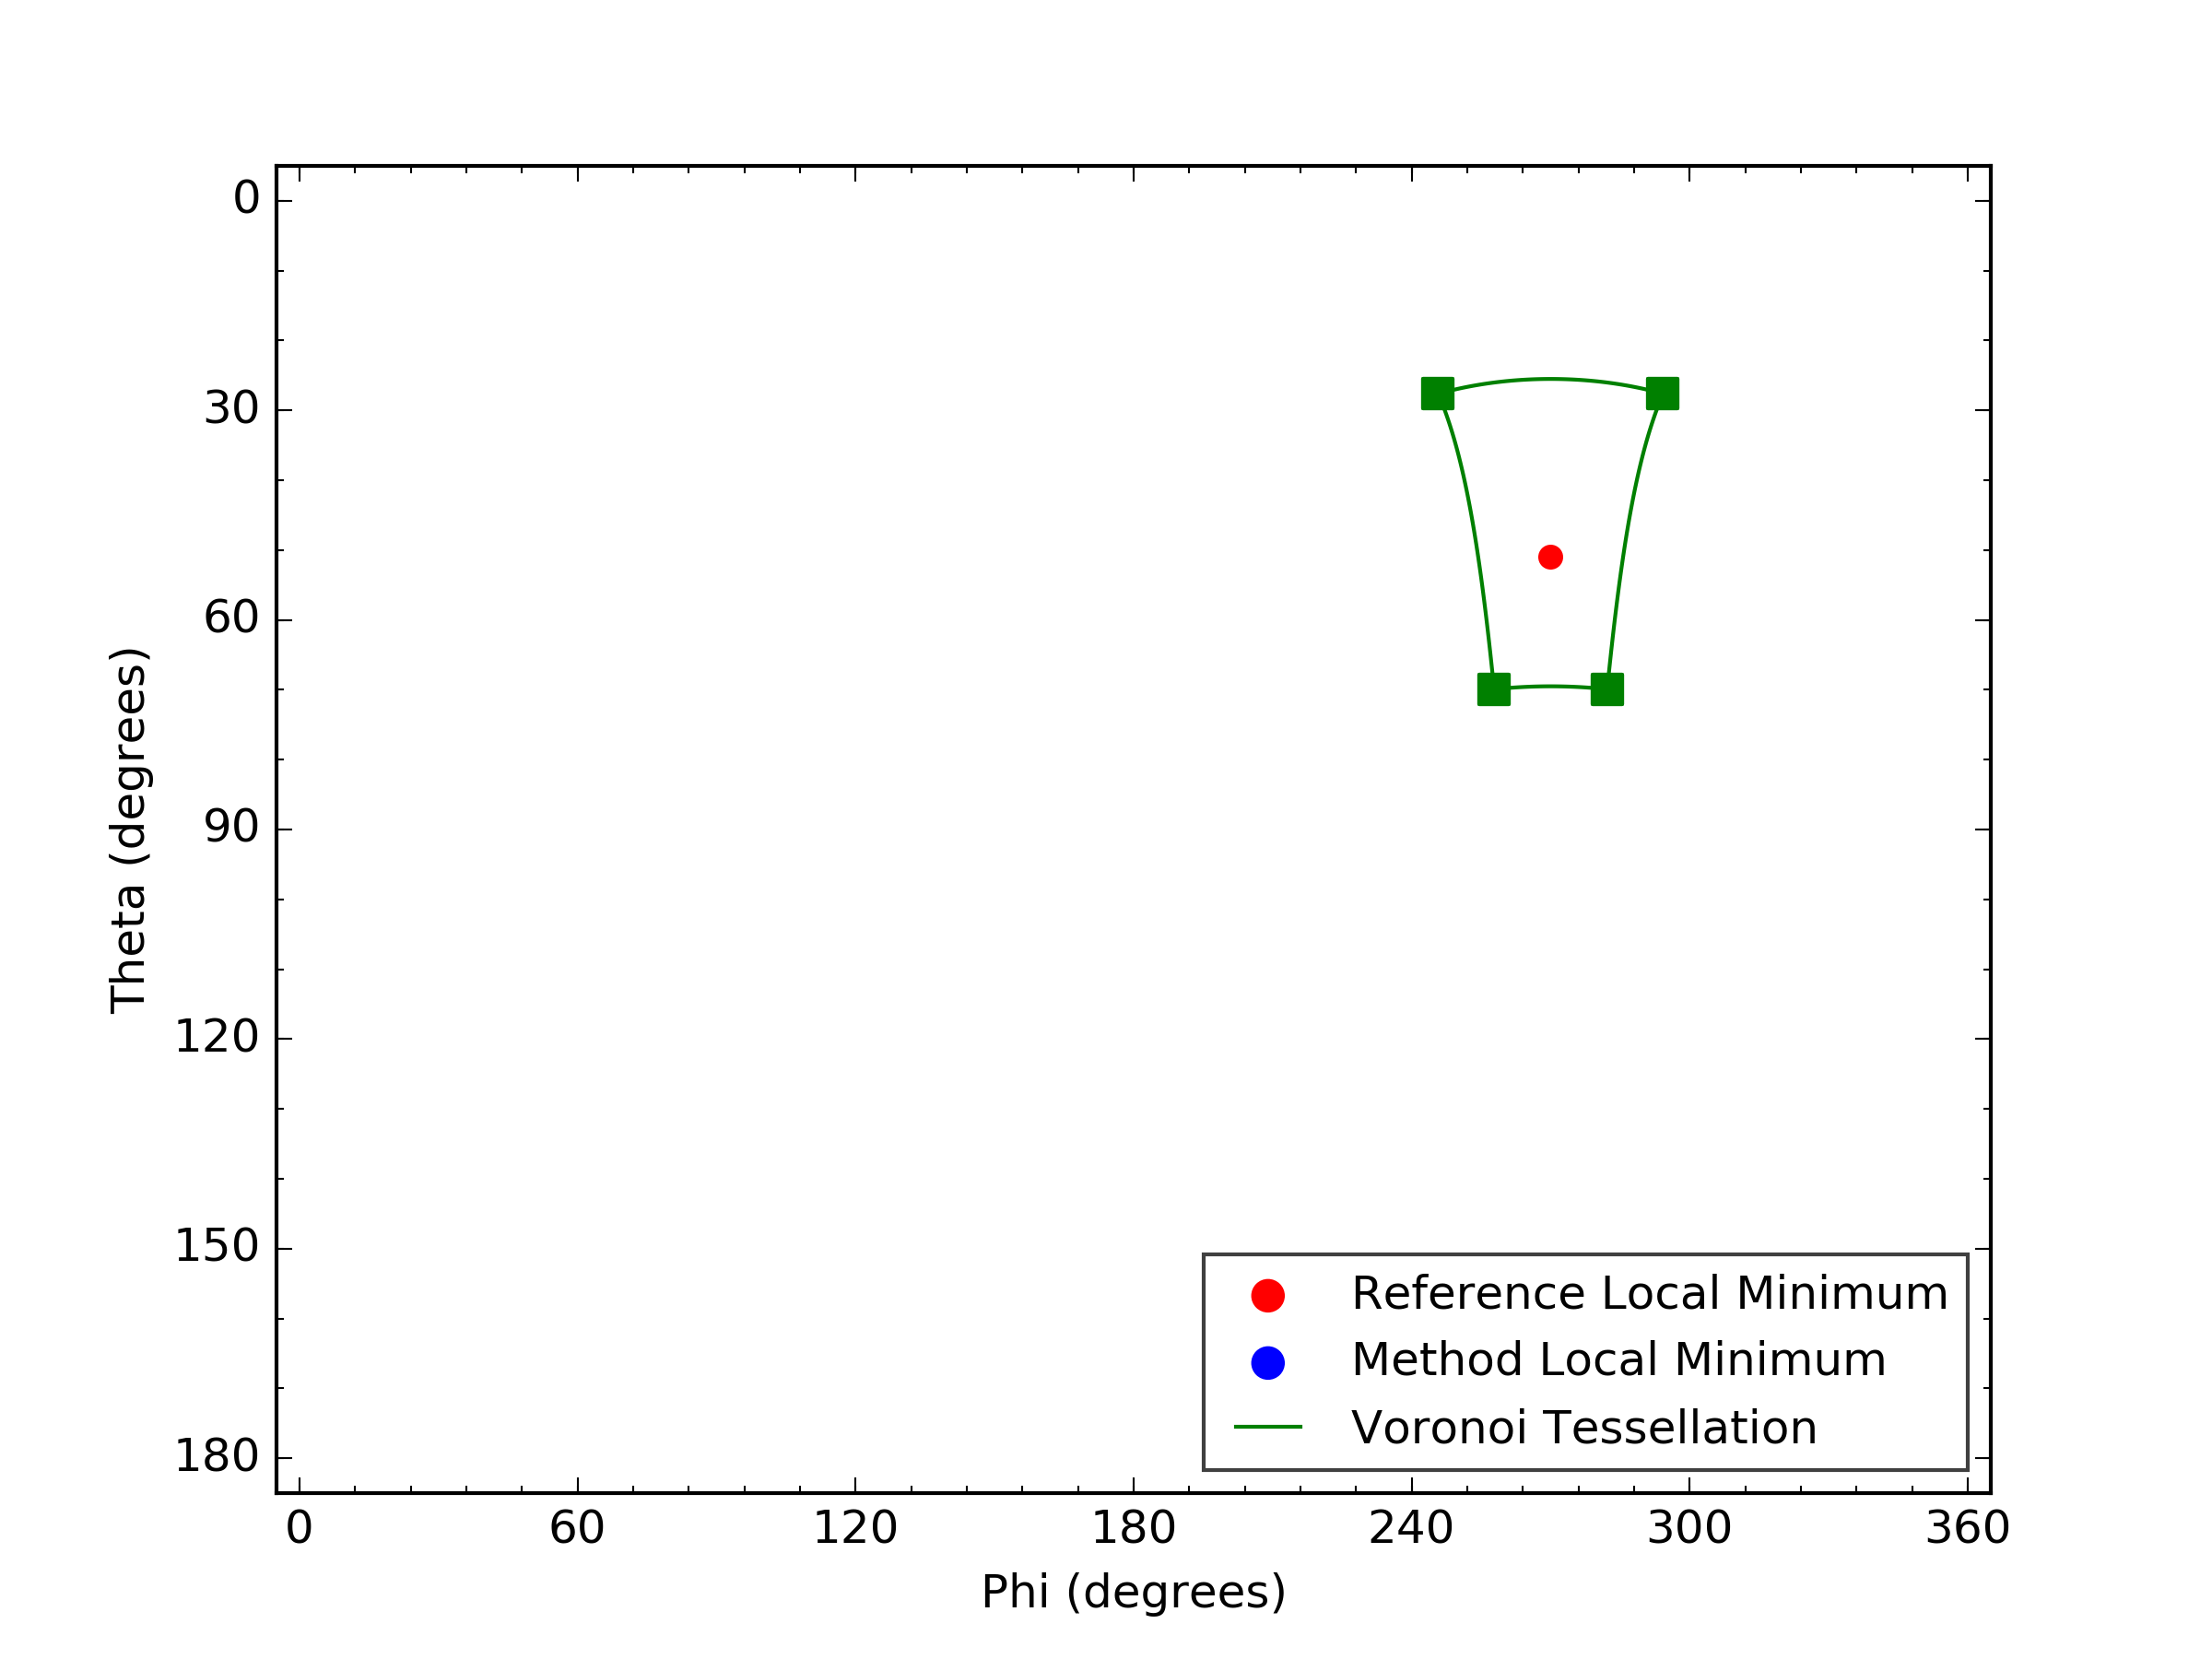 0
30
60
90
120
150
180
Theta (degrees)
0 60 120 180 240 300 360
Phi (degrees)
Reference Local Minimum
Method Local Minimum
Voronoi Tessellation